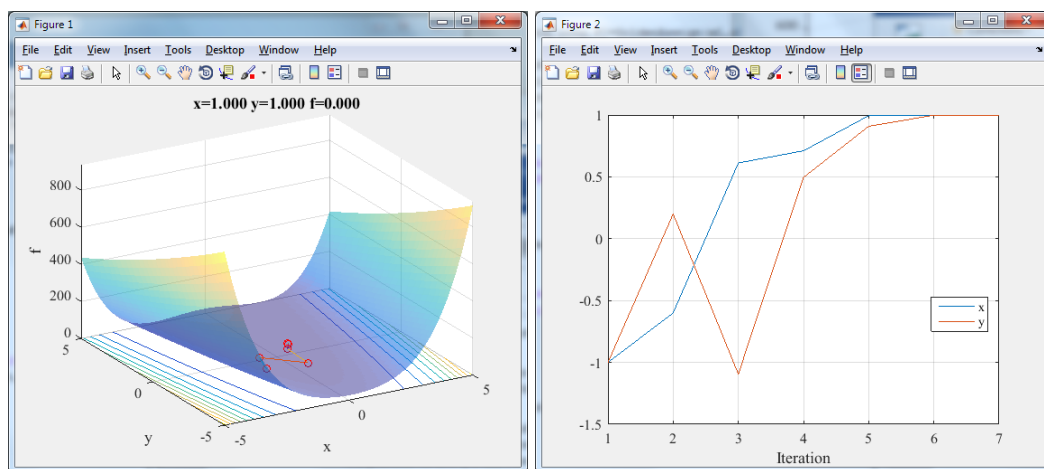 Figure 1
File Edit View Insert Tools Desktop Window Help
x=1.000 y=1.000 f=0.000
800
600
400
200
0
f
5
0
-5
y
-5
0
5
x
Figure 2
File Edit View Insert Tools Desktop Window Help
1
0.5
0
-0.5
-1
-1.5
1 2 3 4 5 6 7
Iteration
x
y